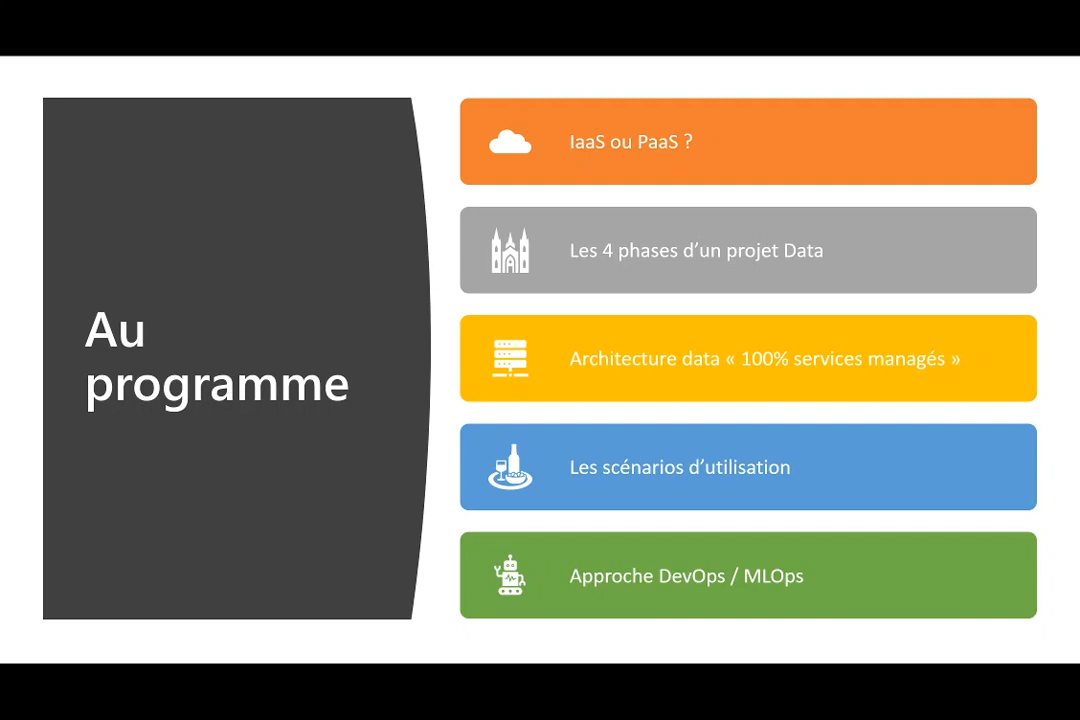 Au
programme
IaaS ou PaaS ?
Les 4 phases d’un projet Data
Architecture data « 100% services managés »
Les scénarios d’utilisation
Approche DevOps / MLOps